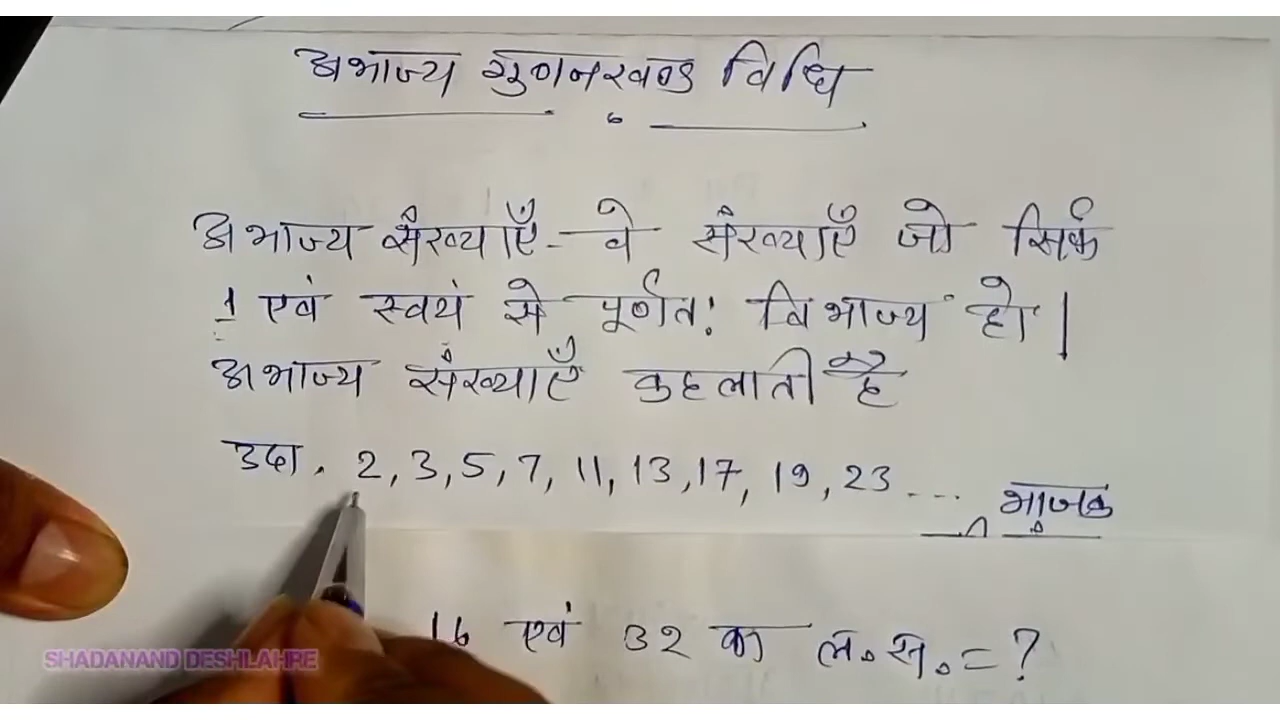 अभाज्य गुणनखण्ड विधि
अभाज्य संख्याएँ - वे संख्याएँ जो सिर्फ
1 एवं स्वयं से पूर्णत: विभाज्य हो।
अभाज्य संख्याएँ कहलाती है
उदा. 2, 3, 5, 7, 11, 13, 17, 19, 23 ... भाजक
16 एवं 32 का ल.स. = ?
SHADANAND DESHLAHRE